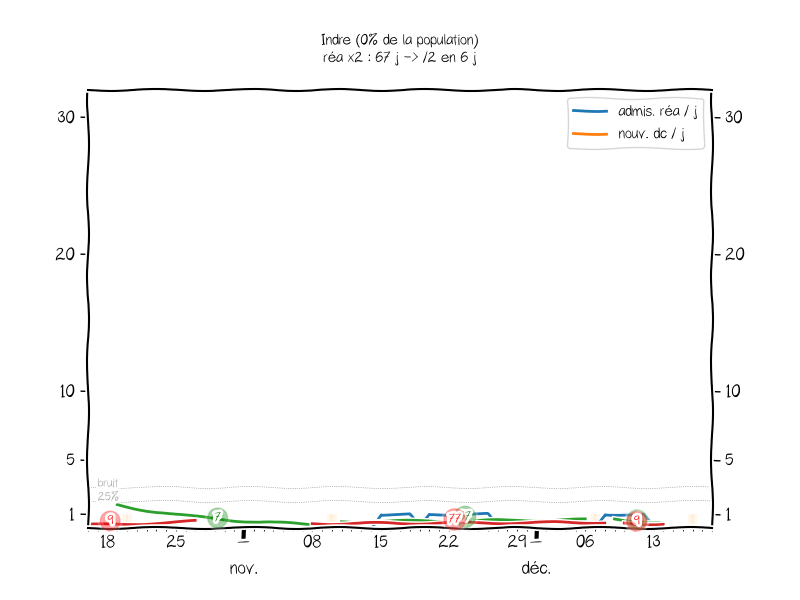 Indre (0% de la population)
réa x2 : 67 j -> /2 en 6 j
admis. réa / j
nouv. dc / j
30 30
20 20
10 10
5 5
bruit
25%
1 1
9 7 77 7 9
18 25 08 15 22 29 06 13
nov. déc.